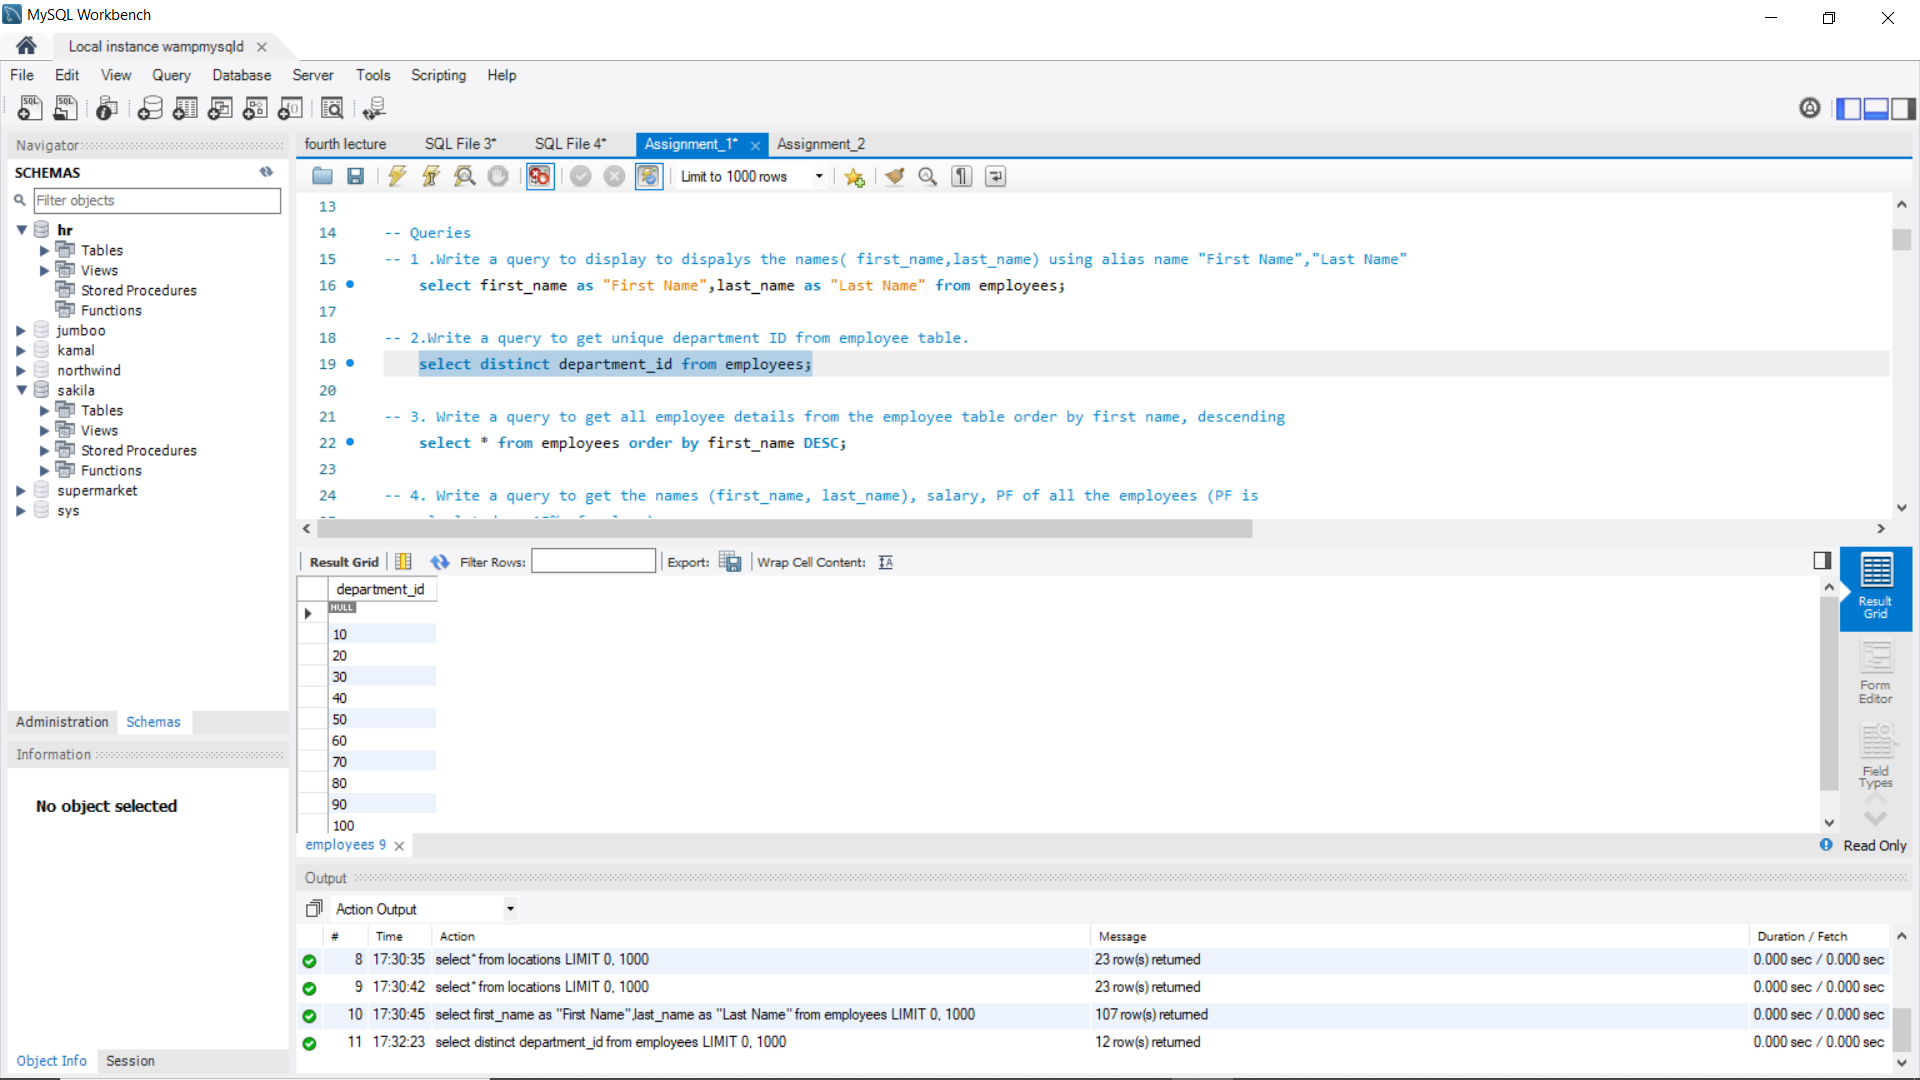 MySQL Workbench
Local instance wampmysqld
File Edit View Query Database Server Tools Scripting Help
Navigator
SCHEMAS
Filter objects
hr
Tables
Views
Stored Procedures
Functions
jumboo
kamal
northwind
sakila
Tables
Views
Stored Procedures
Functions
supermarket
sys
Administration Schemas
Information
No object selected
Object Info Session
fourth lecture SQL File 3* SQL File 4* Assignment_1* Assignment_2
Limit to 1000 rows
13
14 -- Queries
15 -- 1 .Write a query to display to dispalys the names( first_name,last_name) using alias name "First Name","Last Name"
16 select first_name as "First Name",last_name as "Last Name" from employees;
17
18 -- 2.Write a query to get unique department ID from employee table.
19 select distinct department_id from employees;
20
21 -- 3. Write a query to get all employee details from the employee table order by first name, descending
22 select * from employees order by first_name DESC;
23
24 -- 4. Write a query to get the names (first_name, last_name), salary, PF of all the employees (PF is
Result Grid Filter Rows: Export: Wrap Cell Content:
department_id
NULL
10
20
30
40
50
60
70
80
90
100
Result
Grid
Form
Editor
Field
Types
employees 9
Read Only
Output
Action Output
# Time Action Message Duration / Fetch
8 17:30:35 select* from locations LIMIT 0, 1000 23 row(s) returned 0.000 sec / 0.000 sec
9 17:30:42 select* from locations LIMIT 0, 1000 23 row(s) returned 0.000 sec / 0.000 sec
10 17:30:45 select first_name as "First Name",last_name as "Last Name" from employees LIMIT 0, 1000 107 row(s) returned 0.000 sec / 0.000 sec
11 17:32:23 select distinct department_id from employees LIMIT 0, 1000 12 row(s) returned 0.000 sec / 0.000 sec